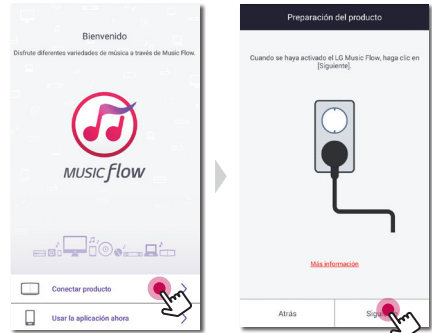 Bienvenido
Disfrute diferentes variedades de música a través de Music Flow.
MUSIC flow
Conectar producto
Usar la aplicación ahora
Preparación del producto
Cuando se haya activado el LG Music Flow, haga clic en
[Siguiente].
Más información
Atrás